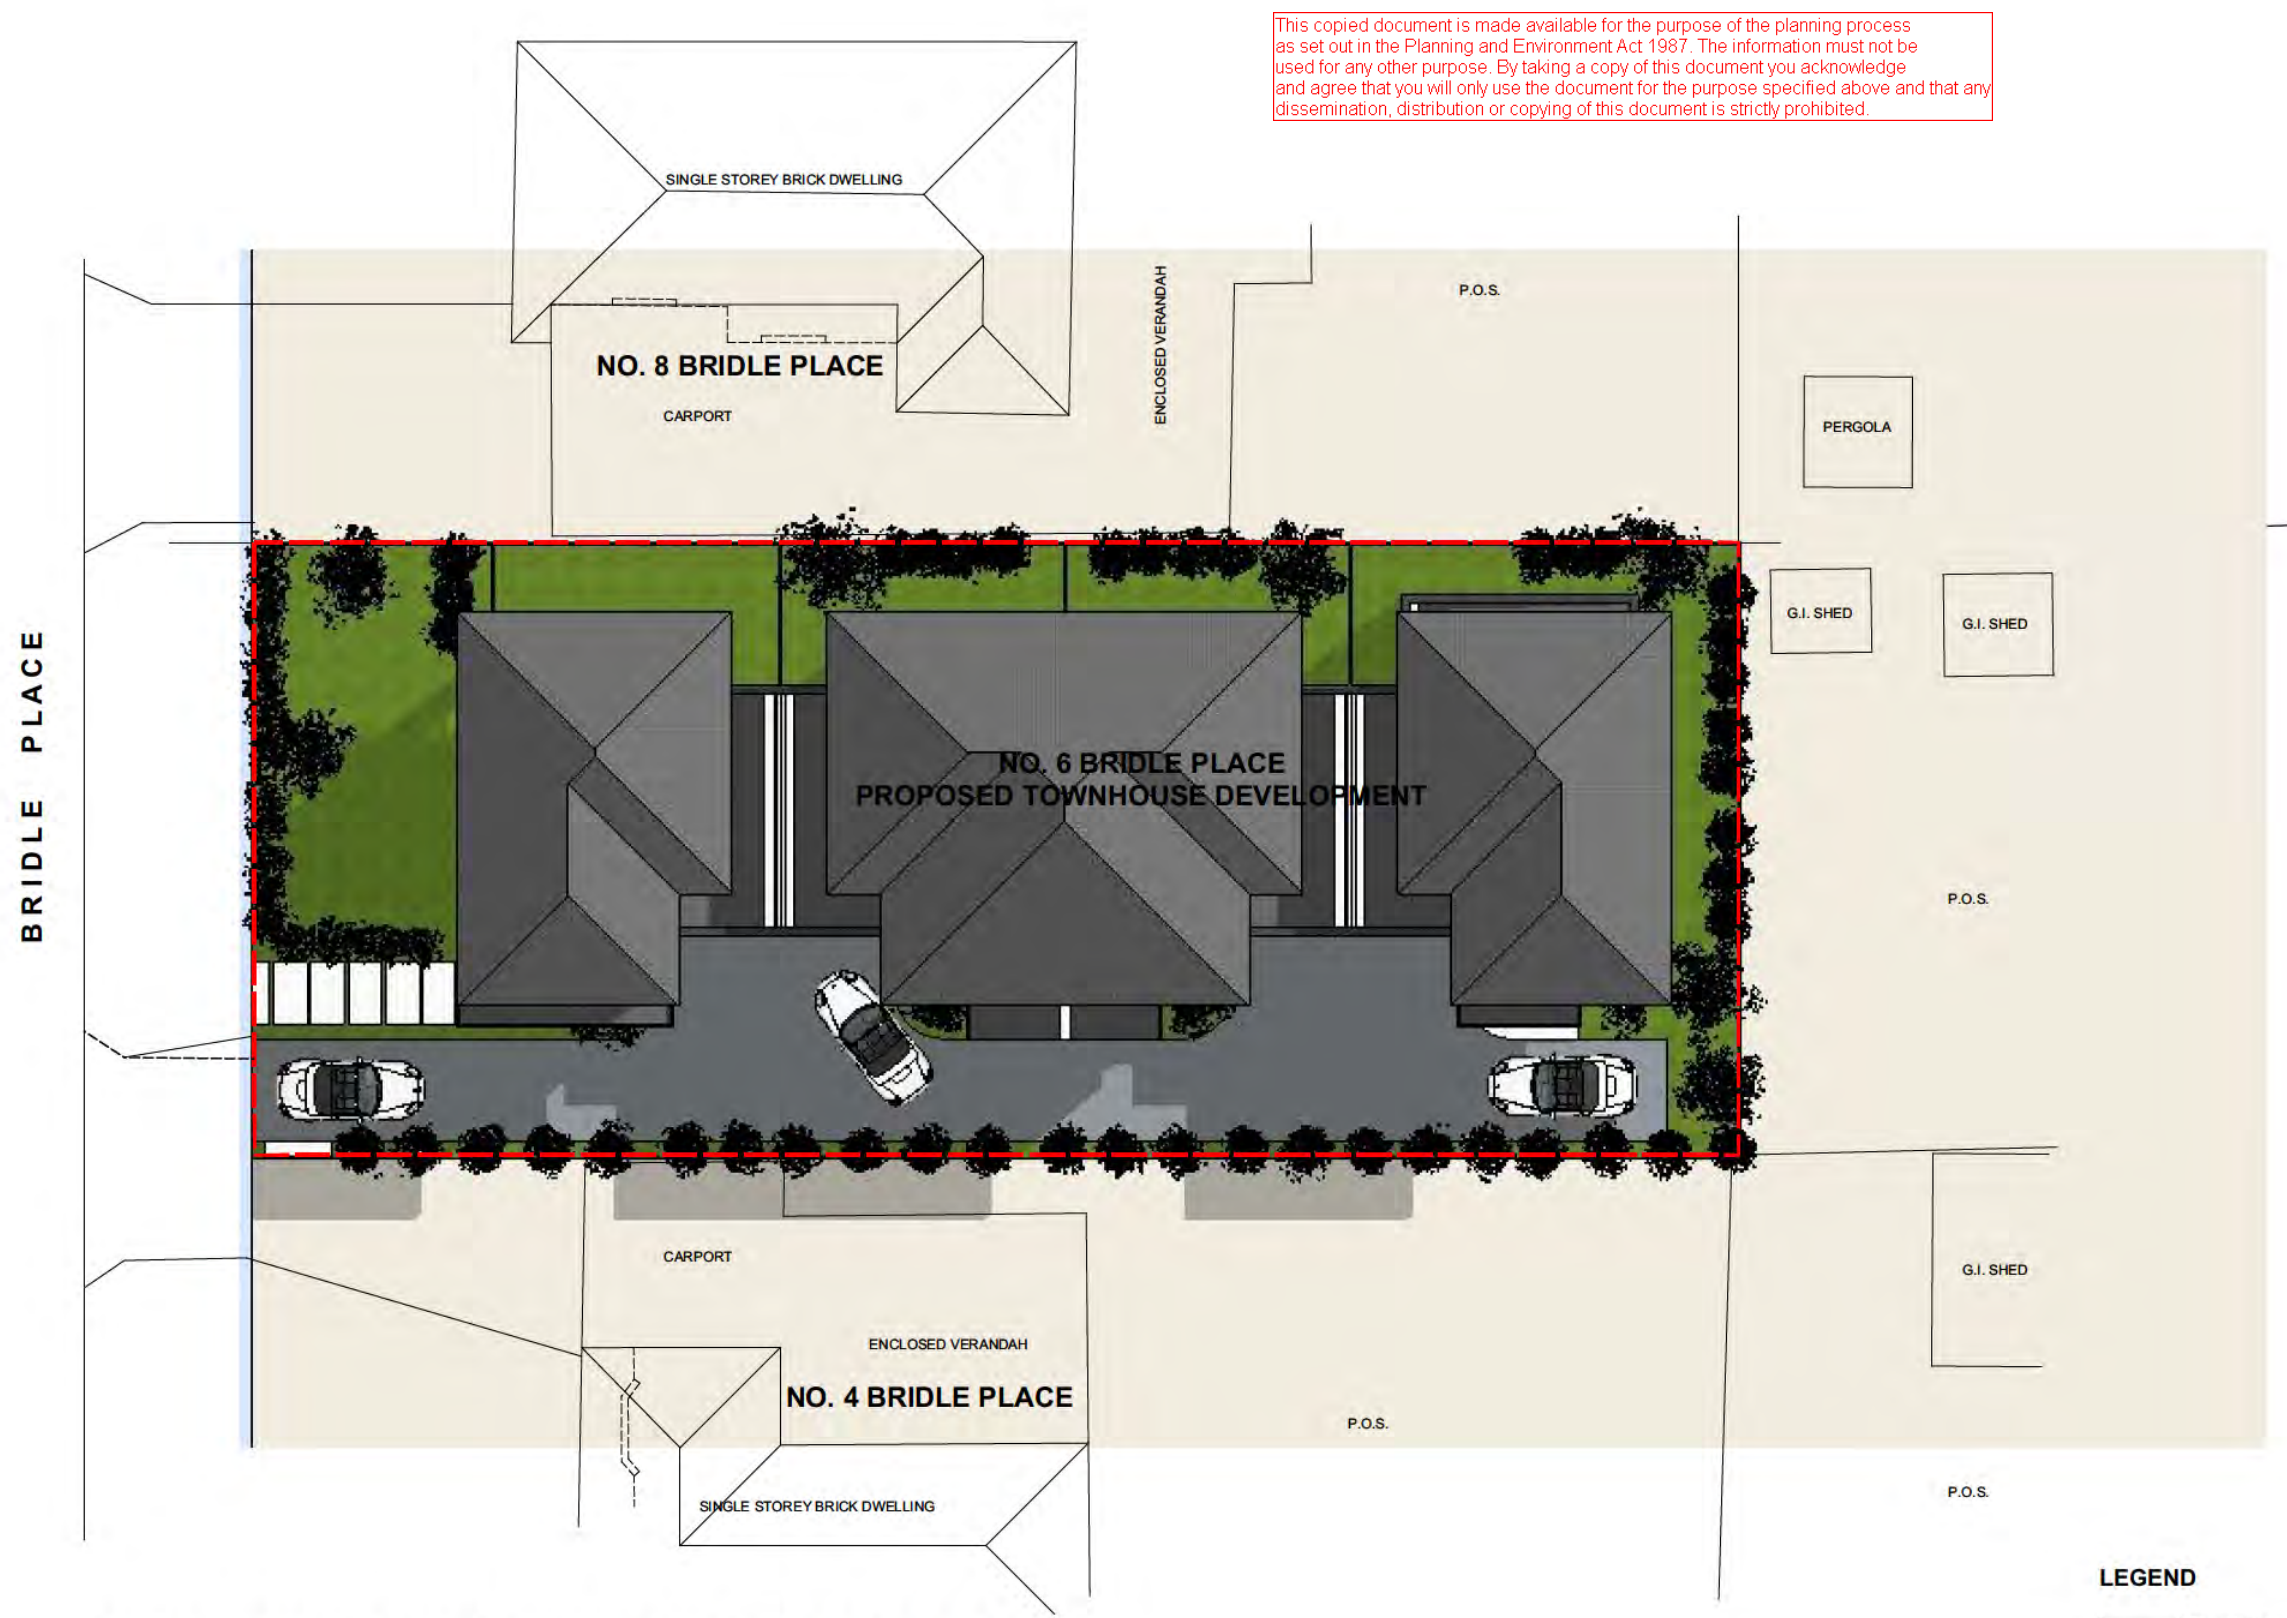 This copied document is made available for the purpose of the planning process
as set out in the Planning and Environment Act 1987. The information must not be
used for any other purpose. By taking a copy of this document you acknowledge
and agree that you will only use the document for the purpose specified above and that any
dissemination, distribution or copying of this document is strictly prohibited.
SINGLE STOREY BRICK DWELLING
NO. 8 BRIDLE PLACE
CARPORT
ENCLOSED VERANDAH
P.O.S.
PERGOLA
G.I. SHED
G.I. SHED
BRIDLE PLACE
NO. 6 BRIDLE PLACE
PROPOSED TOWNHOUSE DEVELOPMENT
P.O.S.
CARPORT
G.I. SHED
ENCLOSED VERANDAH
NO. 4 BRIDLE PLACE
P.O.S.
P.O.S.
SINGLE STOREY BRICK DWELLING
LEGEND